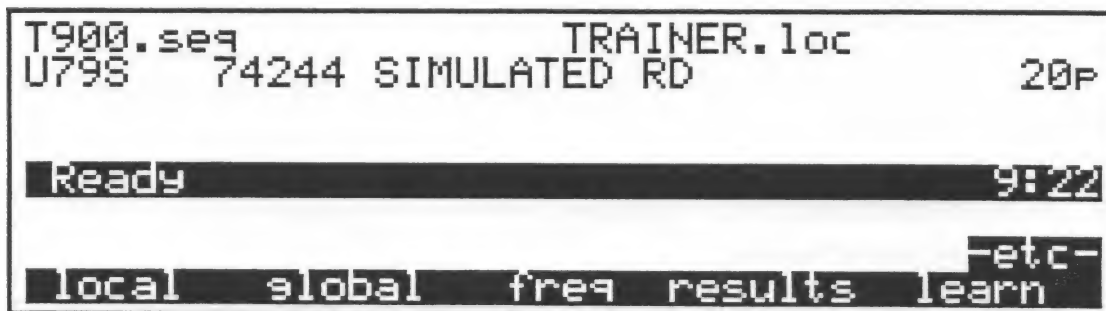 T900.seq TRAINER.loc
U79S 74244 SIMULATED RD 20P
Ready 9:22
-etc-
local global freq results learn